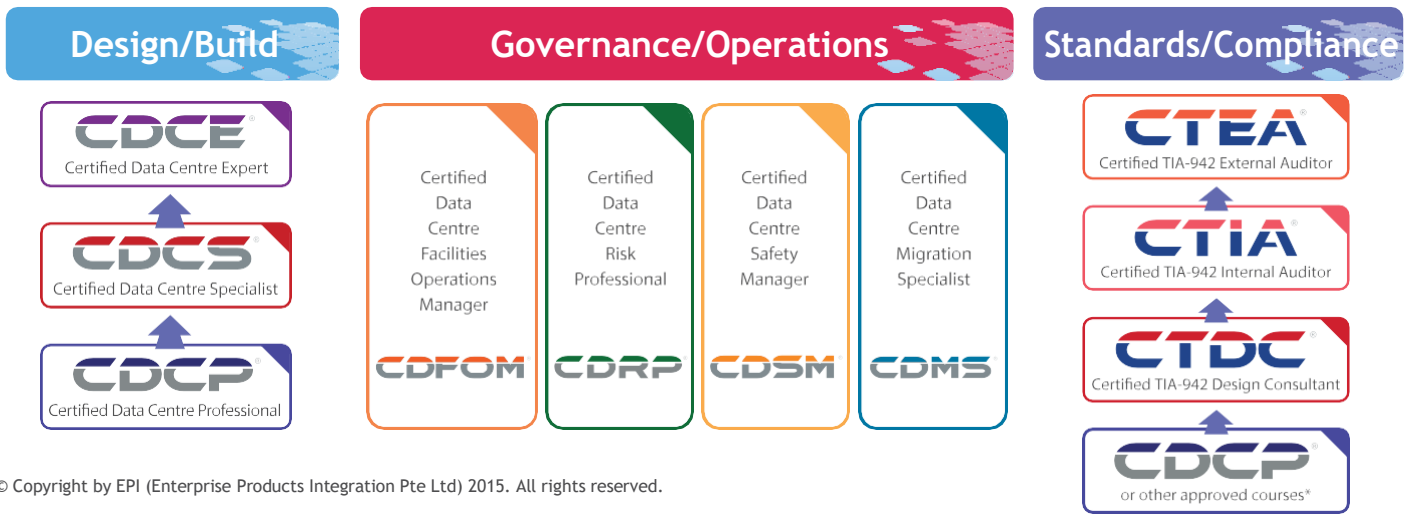 Design/Build
CDCE®
Certified Data Centre Expert
CDCS®
Certified Data Centre Specialist
CDCP®
Certified Data Centre Professional
Governance/Operations
Certified
Data
Centre
Facilities
Operations
Manager
CDFOM®
Certified
Data
Centre
Risk
Professional
CDRP®
Certified
Data
Centre
Safety
Manager
CDSM®
Certified
Data
Centre
Migration
Specialist
CDMS®
Standards/Compliance
CTEA®
Certified TIA-942 External Auditor
CTIA®
Certified TIA-942 Internal Auditor
CTDC®
Certified TIA-942 Design Consultant
CDCP®
or other approved courses*
© Copyright by EPI (Enterprise Products Integration Pte Ltd) 2015. All rights reserved.